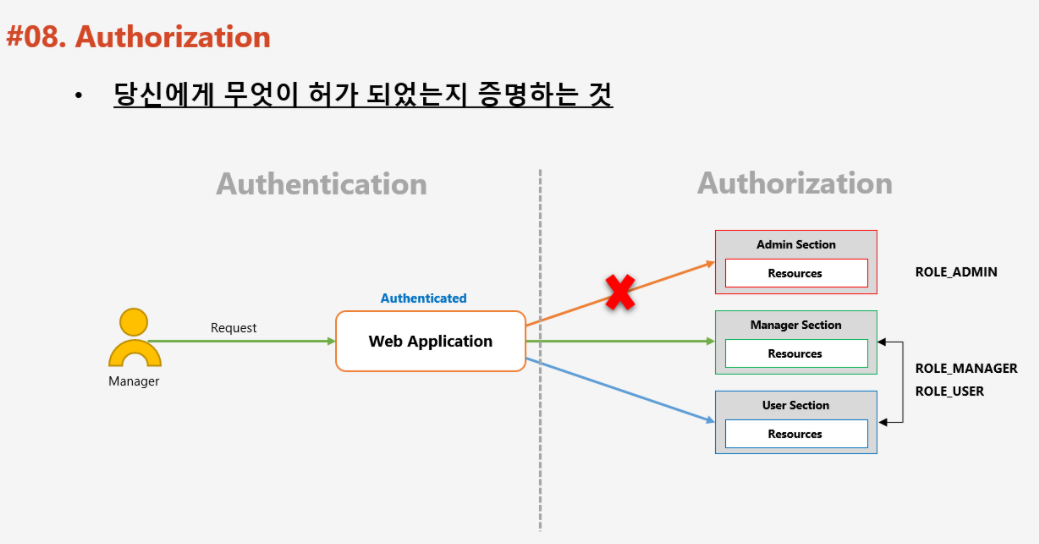 #08. Authorization
• 당신에게 무엇이 허가 되었는지 증명하는 것
Authentication
Authorization
Admin Section
Resources
ROLE_ADMIN
Authenticated
Web Application
Request
Manager
Manager Section
Resources
ROLE_MANAGER
ROLE_USER
User Section
Resources